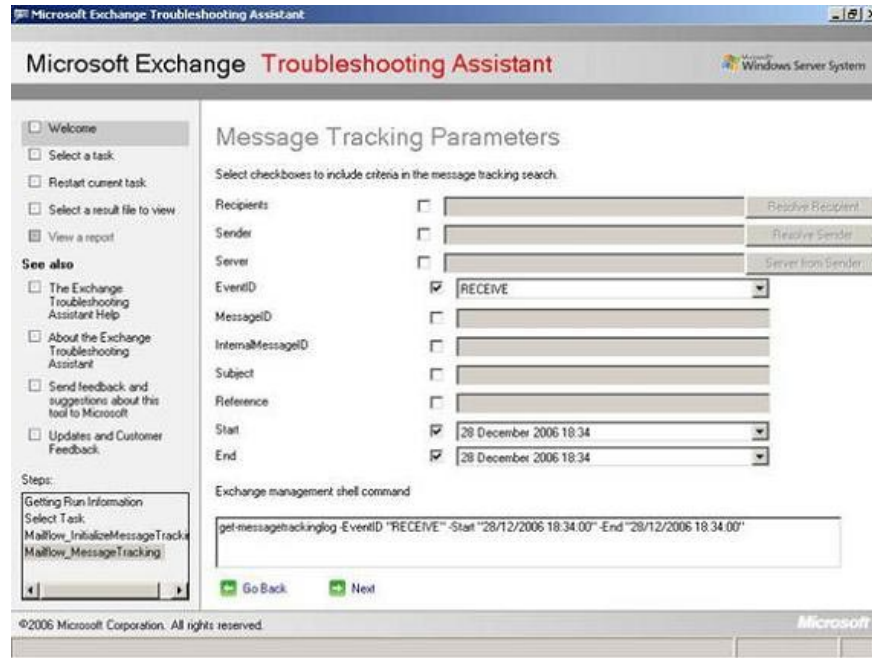 Microsoft Exchange Troubleshooting Assistant
Microsoft Exchange Troubleshooting Assistant
Microsoft
Windows Server System
Welcome
Select a task
Restart current task
Select a result file to view
View a report
See also
The Exchange
Troubleshooting
Assistant Help
About the Exchange
Troubleshooting
Assistant
Send feedback and
suggestions about this
tool to Microsoft
Updates and Customer
Feedback
Steps:
Getting Run Information
Select Task
Mailflow_InitializeMessageTracki
Mailflow_MessageTracking
Message Tracking Parameters
Select checkboxes to include criteria in the message tracking search.
Recipients
Resolve Recipient
Sender
Resolve Sender
Server
Server from Sender
EventID
RECEIVE
MessageID
InternalMessageID
Subject
Reference
Start
28 December 2006 18:34
End
28 December 2006 18:34
Exchange management shell command
get-messagetrackinglog -EventID "RECEIVE" -Start "28/12/2006 18:34:00" -End "28/12/2006 18:34:00"
Go Back
Next
©2006 Microsoft Corporation. All rights reserved.
Microsoft